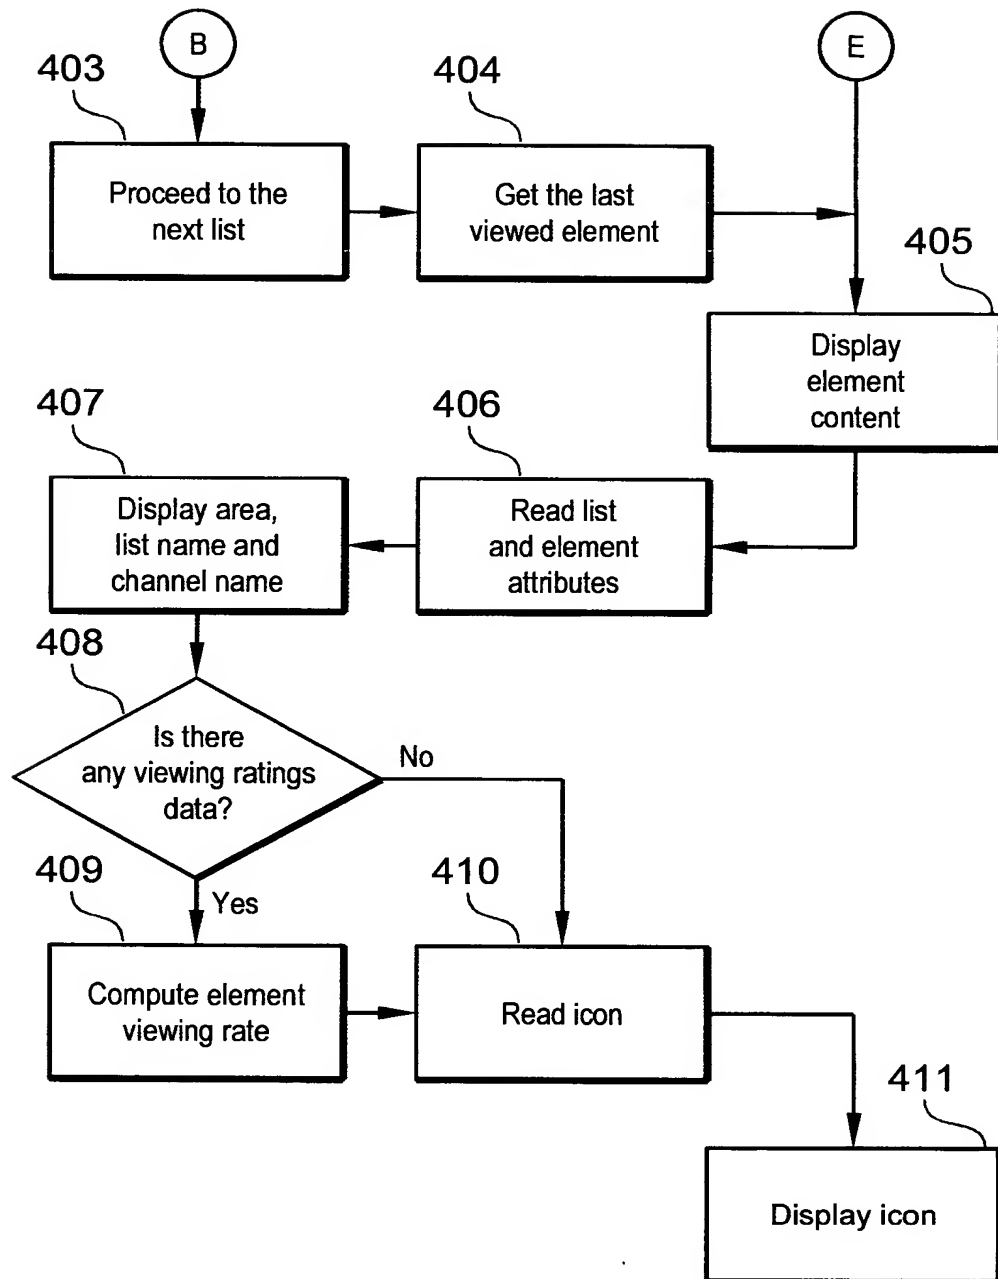 B
E
403
404
Proceed to the
next list
Get the last
viewed element
405
Display
element
content
407
406
Display area,
list name and
channel name
Read list
and element
attributes
408
Is there
any viewing ratings
data?
No
409
Yes
410
Compute element
viewing rate
Read icon
411
Display icon